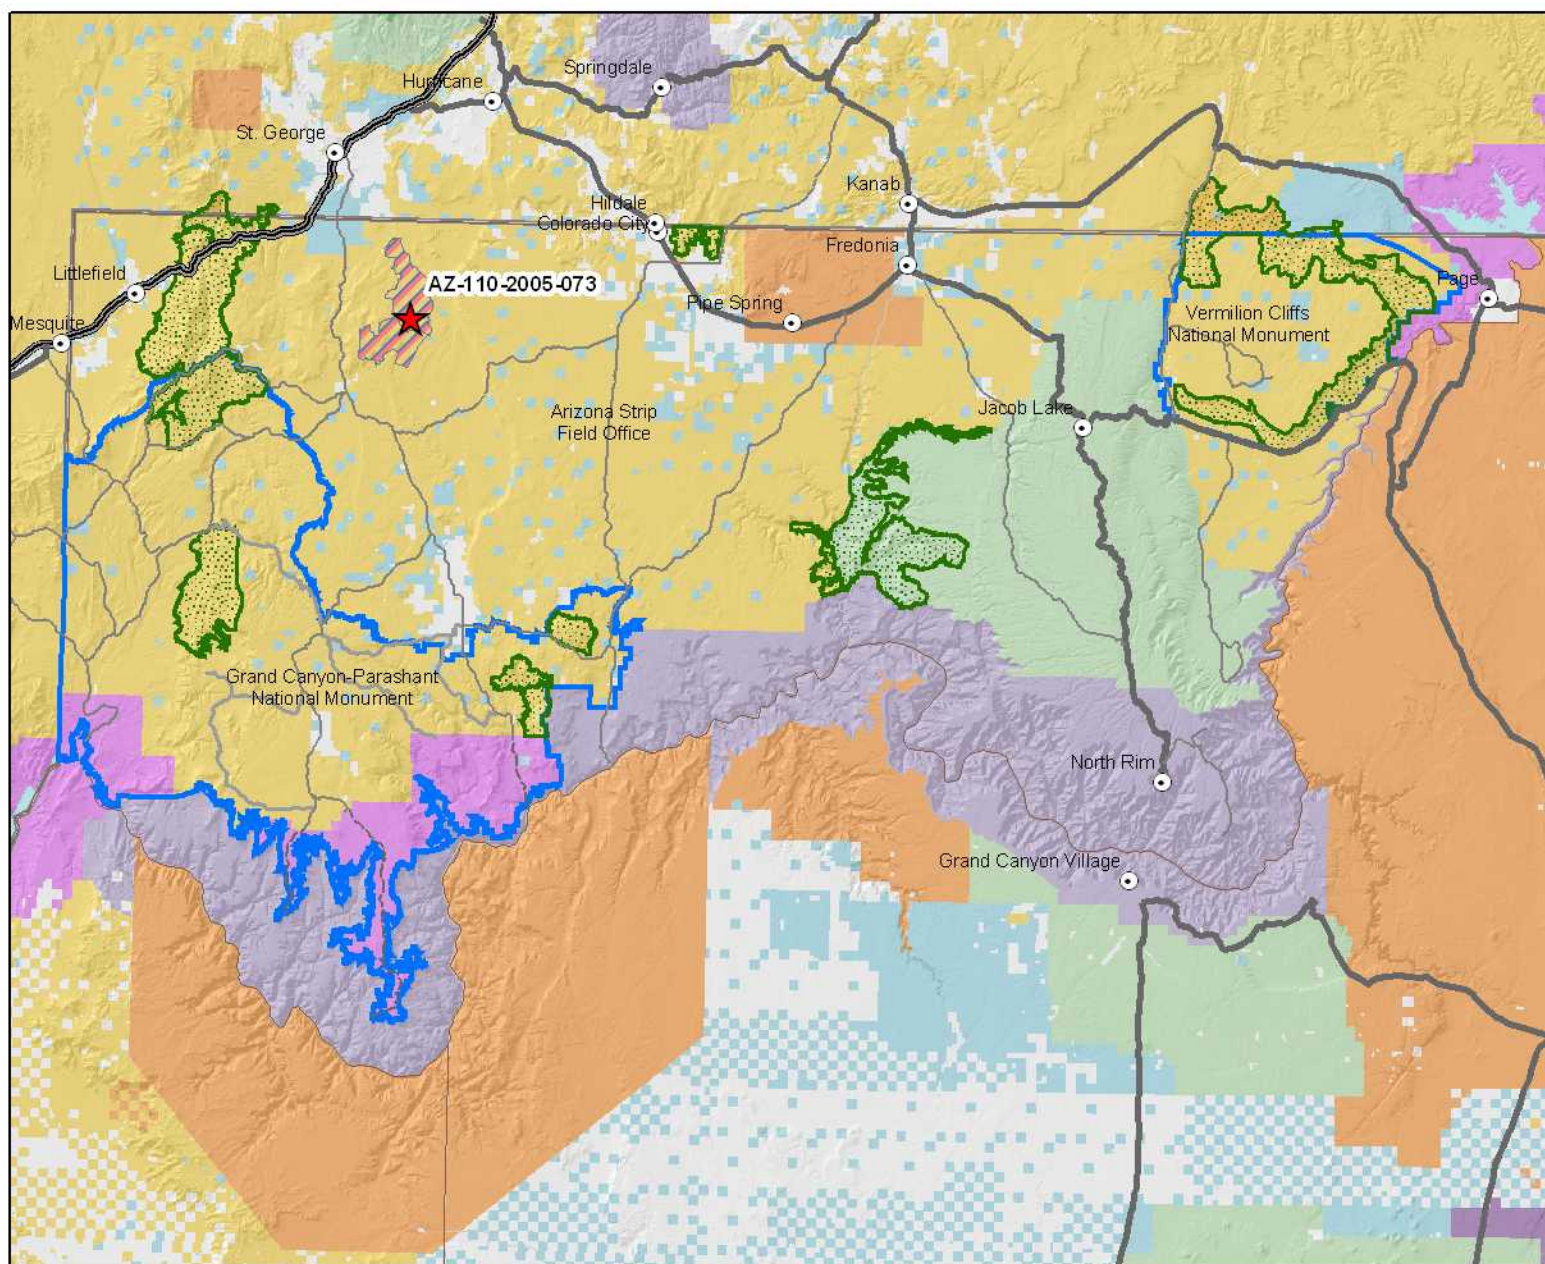 Springdale
Hurricane
St. George
Kanab
Hildale
Colorado City
Fredonia
Littlefield
AZ-110-2005-073
Page
Pipe Spring
Vermilion Cliffs
National Monument
Mesquite
Arizona Strip
Field Office
Jacob Lake
Grand Canyon-Parashant
National Monument
North Rim
Grand Canyon Village